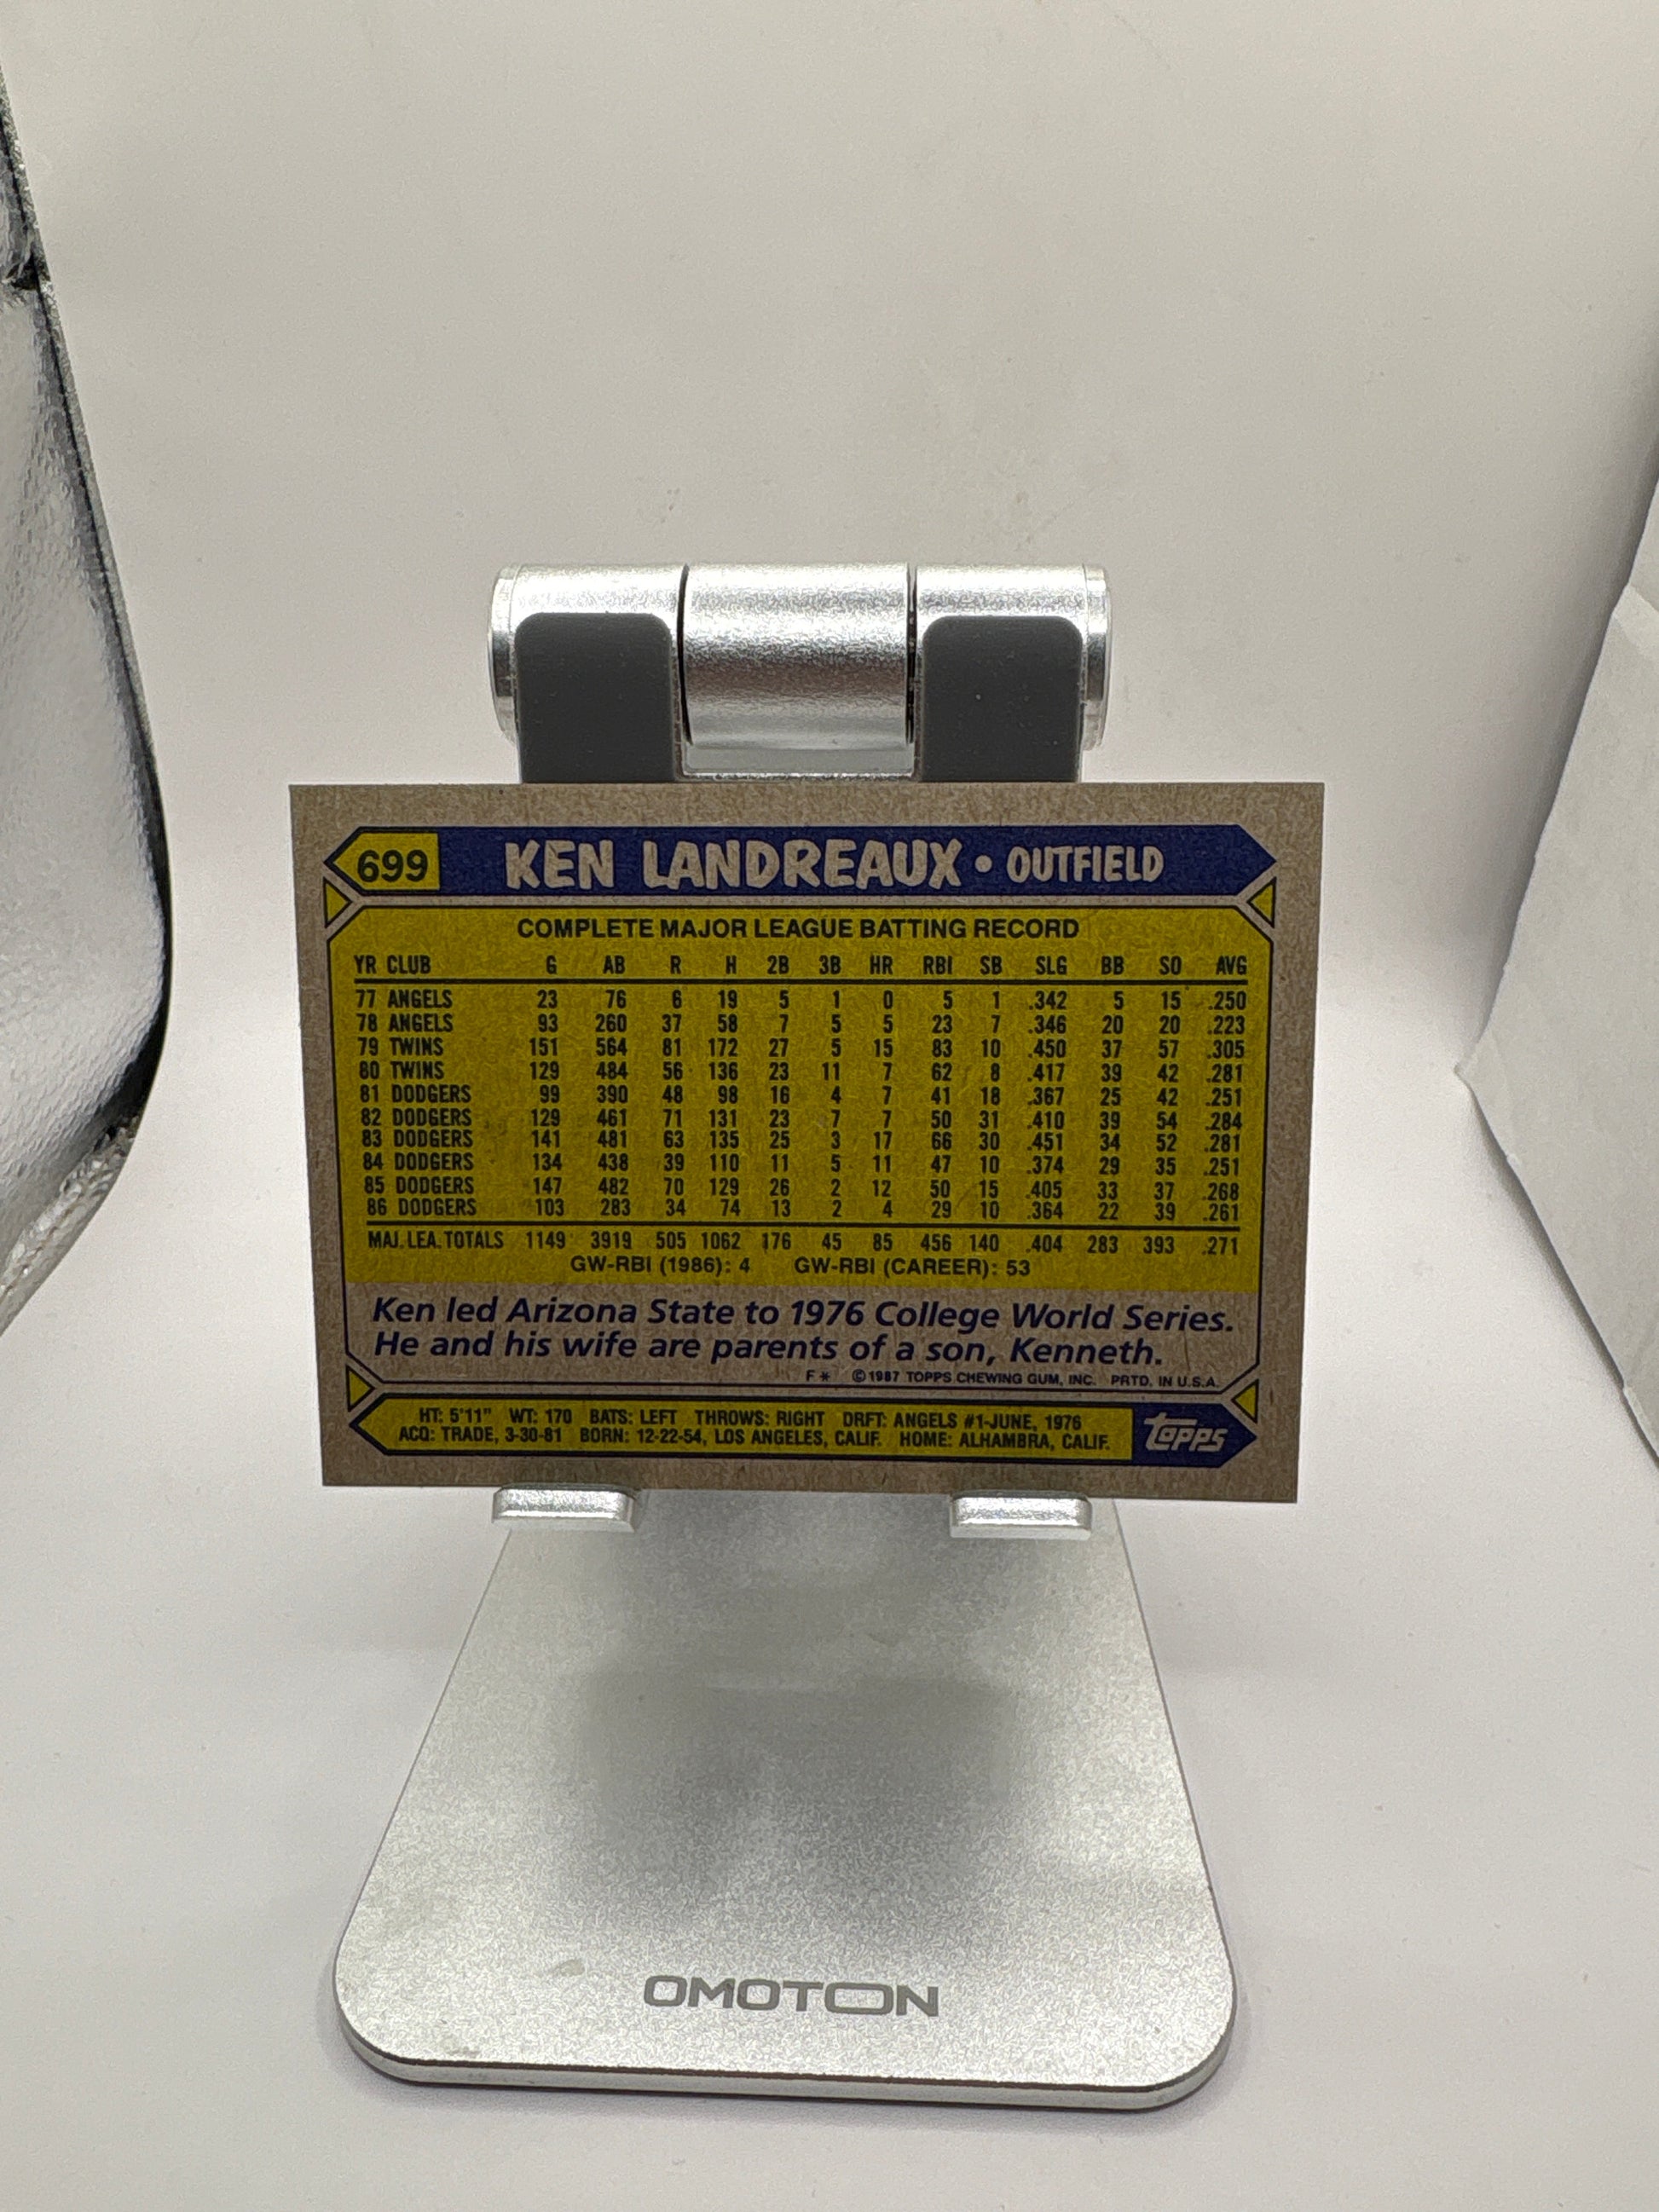 699 KEN LANDREAUX • OUTFIELD
COMPLETE MAJOR LEAGUE BATTING RECORD
YR CLUB G AB R H 2B 3B HR RBI SB SLG BB SO AVG
77 ANGELS 23 76 6 19 5 1 0 5 1 .342 5 15 .250
78 ANGELS 93 260 37 58 7 5 5 23 7 .346 20 20 .223
79 TWINS 151 564 81 172 27 5 15 83 10 .450 37 57 .305
80 TWINS 129 484 56 136 23 11 7 62 8 .417 39 42 .281
81 DODGERS 99 390 48 98 16 4 7 41 18 .367 25 42 .251
82 DODGERS 129 461 71 131 23 7 7 50 31 .410 39 54 .284
83 DODGERS 141 481 63 135 25 3 17 66 30 .451 34 52 .281
84 DODGERS 134 438 39 110 11 5 11 47 10 .374 29 35 .251
85 DODGERS 147 482 70 129 26 2 12 50 15 .405 33 37 .268
86 DODGERS 103 283 34 74 13 2 4 29 10 .364 22 39 .261
MAJ. LEA. TOTALS 1149 3919 505 1062 176 45 85 456 140 .404 283 393 .271
GW-RBI (1986): 4 GW-RBI (CAREER): 53
Ken led Arizona State to 1976 College World Series.
He and his wife are parents of a son, Kenneth.
F* © 1987 TOPPS CHEWING GUM, INC. PRTD. IN U.S.A.
HT: 5'11" WT: 170 BATS: LEFT THROWS: RIGHT DRFT: ANGELS #1-JUNE, 1976
ACQ: TRADE, 3-30-81 BORN: 12-22-54, LOS ANGELES, CALIF. HOME: ALHAMBRA, CALIF.
topps
OMOTON